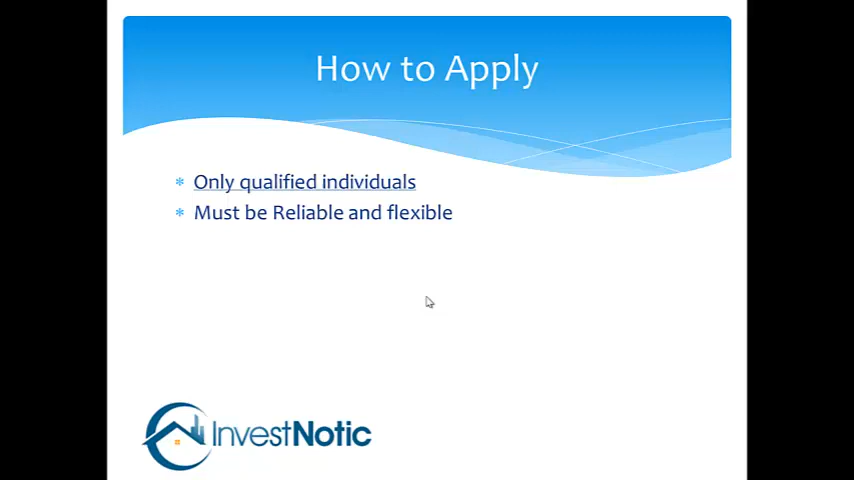 How to Apply
Only qualified individuals
Must be Reliable and flexible
InvestNotic